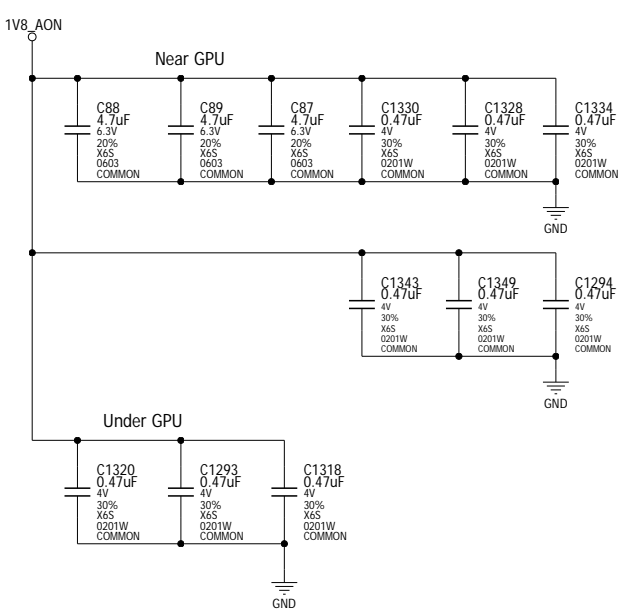 1V8_AON
Near GPU
C88
4.7uF
6.3V
20%
X6S
0603
COMMON
C89
4.7uF
6.3V
20%
X6S
0603
COMMON
C87
4.7uF
6.3V
20%
X6S
0603
COMMON
C1330
0.47uF
4V
30%
X6S
0201W
COMMON
C1328
0.47uF
4V
30%
X6S
0201W
COMMON
C1334
0.47uF
4V
30%
X6S
0201W
COMMON
GND
C1343
0.47uF
4V
30%
X6S
0201W
COMMON
C1349
0.47uF
4V
30%
X6S
0201W
COMMON
C1294
0.47uF
4V
30%
X6S
0201W
COMMON
GND
Under GPU
C1320
0.47uF
4V
30%
X6S
0201W
COMMON
C1293
0.47uF
4V
30%
X6S
0201W
COMMON
C1318
0.47uF
4V
30%
X6S
0201W
COMMON
GND